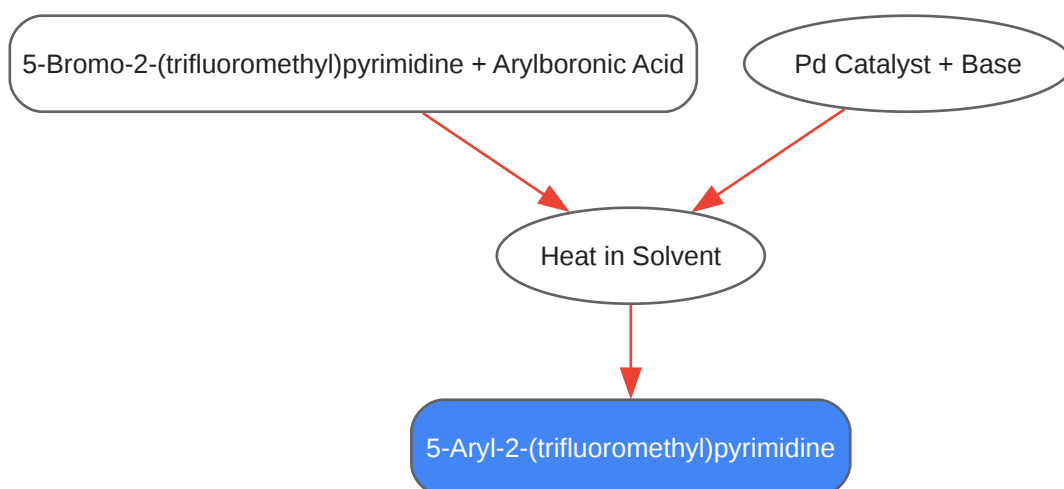 5-Bromo-2-(trifluoromethyl)pyrimidine + Arylboronic Acid
Pd Catalyst + Base
Heat in Solvent
5-Aryl-2-(trifluoromethyl)pyrimidine